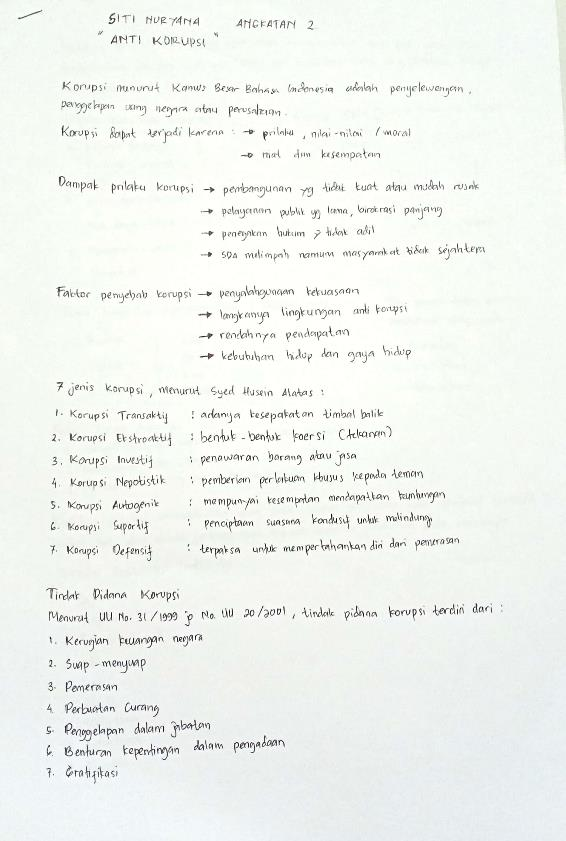 SITI NURYANA ANGKATAN 2
"ANTI KORUPSI"
Korupsi menurut Kamus Besar Bahasa Indonesia adalah penyelewengan,
penggelapan uang negara atau perusahaan.
Korupsi dapat terjadi karena : → prilaku, nilai-nilai / moral
→ niat dan kesempatan
Dampak prilaku korupsi → pembangunan yg tidak kuat atau mudah rusak
→ pelayanan publik yg lama, birokrasi panjang
→ penegakan hukum yg tidak adil
→ SDA melimpah namum masyarakat tidak sejahtera
Faktor penyebab korupsi → penyalahgunaan kekuasaan
→ langkanya lingkungan anti korupsi
→ rendahnya pendapatan
→ kebutuhan hidup dan gaya hidup
7 jenis korupsi, menurut Syed Husein Alatas :
1. Korupsi Transaktif : adanya kesepakatan timbal balik
2. Korupsi Ekstroaktif : bentuk-bentuk koersi (tekanan)
3. Korupsi Investif : penawaran barang atau jasa
4. Korupsi Nepotistik : pemberian perlakuan khusus kepada teman
5. Korupsi Autogenik : mempunyai kesempatan mendapatkan keuntungan
6. Korupsi Suportif : penciptaan suasana kondusif untuk melindungi
7. Korupsi Defensif : terpaksa untuk mempertahankan diri dari pemerasan
Tindak Pidana Korupsi
Menurut UU No. 31/1999 jo No. UU 20/2001, tindak pidana korupsi terdiri dari :
1. Kerugian keuangan negara
2. Suap-menyuap
3. Pemerasan
4. Perbuatan Curang
5. Penggelapan dalam jabatan
6. Benturan kepentingan dalam pengadaan
7. Gratifikasi